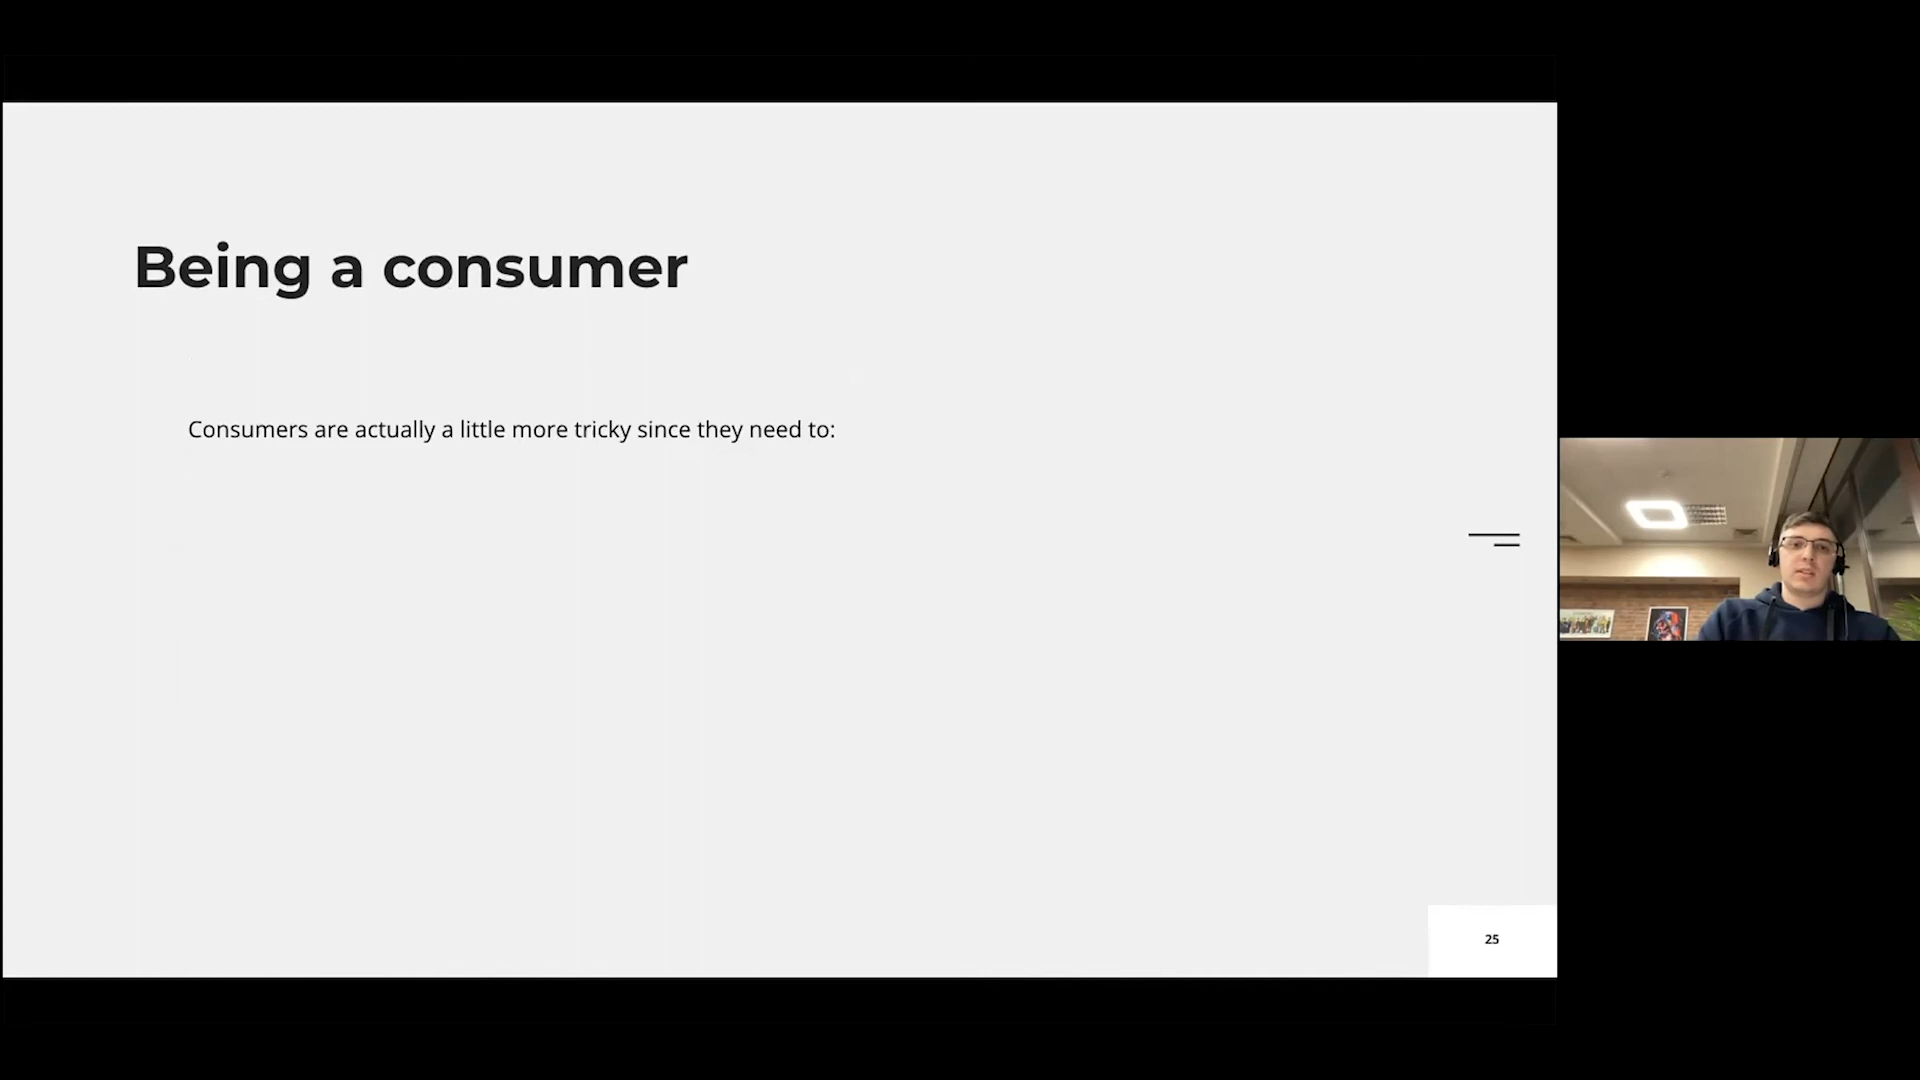 Being a consumer
Consumers are actually a little more tricky since they need to:
25